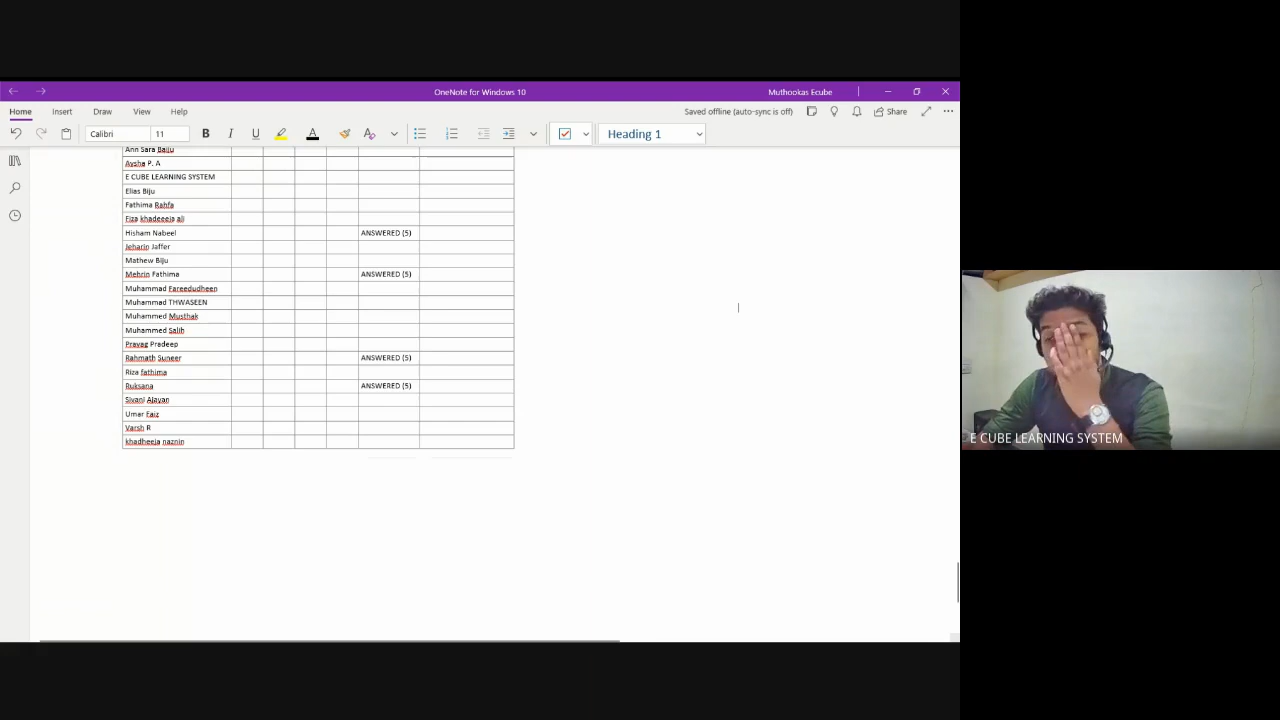 OneNote for Windows 10
Muthookas Ecube
Home Insert Draw View Help
Saved offline (auto-sync is off)
Share
Calibri 11 B I U A
Heading 1
Ann Sara Baiju
Aysha P. A
E CUBE LEARNING SYSTEM
Elias Biju
Fathima Rahfa
Fiza khadeeeja ali
Hisham Nabeel ANSWERED (5)
Jeharin Jaffer
Mathew Biju
Mehrin Fathima ANSWERED (5)
Muhammad Fareedudheen
Muhammad THWASEEN
Muhammed Musthak
Muhammed Salih
Prayag Pradeep
Rahmath Suneer ANSWERED (5)
Riza fathima
Ruksana ANSWERED (5)
Sivani Ajayan
Umar Faiz
Varsh R
khadheeja naznin
E CUBE LEARNING SYSTEM